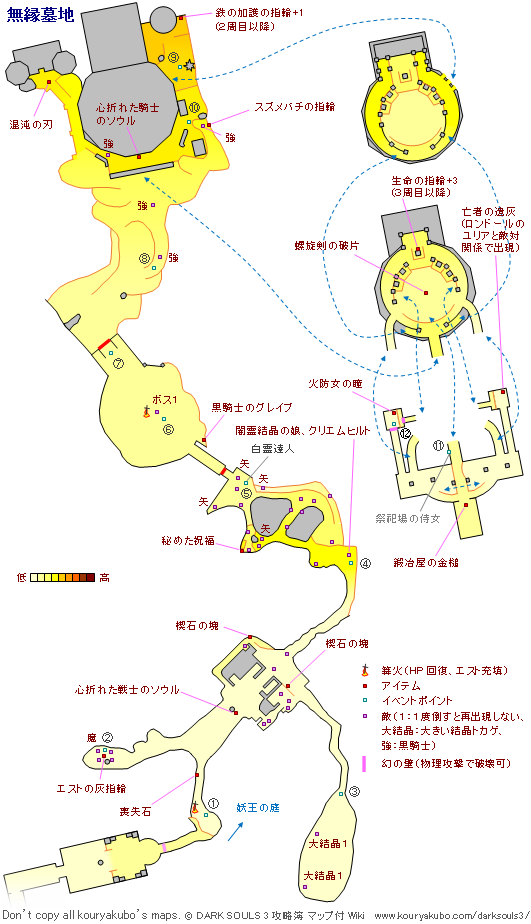 無縁墓地
鉄の加護の指輪+1
(2周目以降)
⑨
混沌の刃
心折れた騎士
のソウル
⑩
スズメバチの指輪
強
強
強
強
⑧
生命の指輪+3
(3周目以降)
亡者の遺灰
(ロンドールの
ユリアと敵対
関係で出現)
螺旋剣の破片
⑦
ボス1
⑥
黒騎士のグレイブ
火防女の瞳
⑫
⑪
闇霊結晶の娘、クリエムヒルト
白霊達人
矢
矢
⑤
矢
矢
祭祀場の侍女
秘めた祝福
④
鍛冶屋の金槌
低
高
楔石の塊
楔石の塊
篝火(HP回復、エスト充填)
アイテム
イベントポイント
敵(1:1度倒すと再出現しない、
大結晶:大きい結晶トカゲ、
強:黒騎士)
幻の壁(物理攻撃で破壊可)
心折れた戦士のソウル
魔
②
エストの灰指輪
喪失石
①
妖王の庭
③
大結晶1
大結晶1
Don't copy all kouryakubo's maps. © DARK SOULS 3 攻略簿 マップ付 Wiki www.kouryakubo.com/darksouls3/